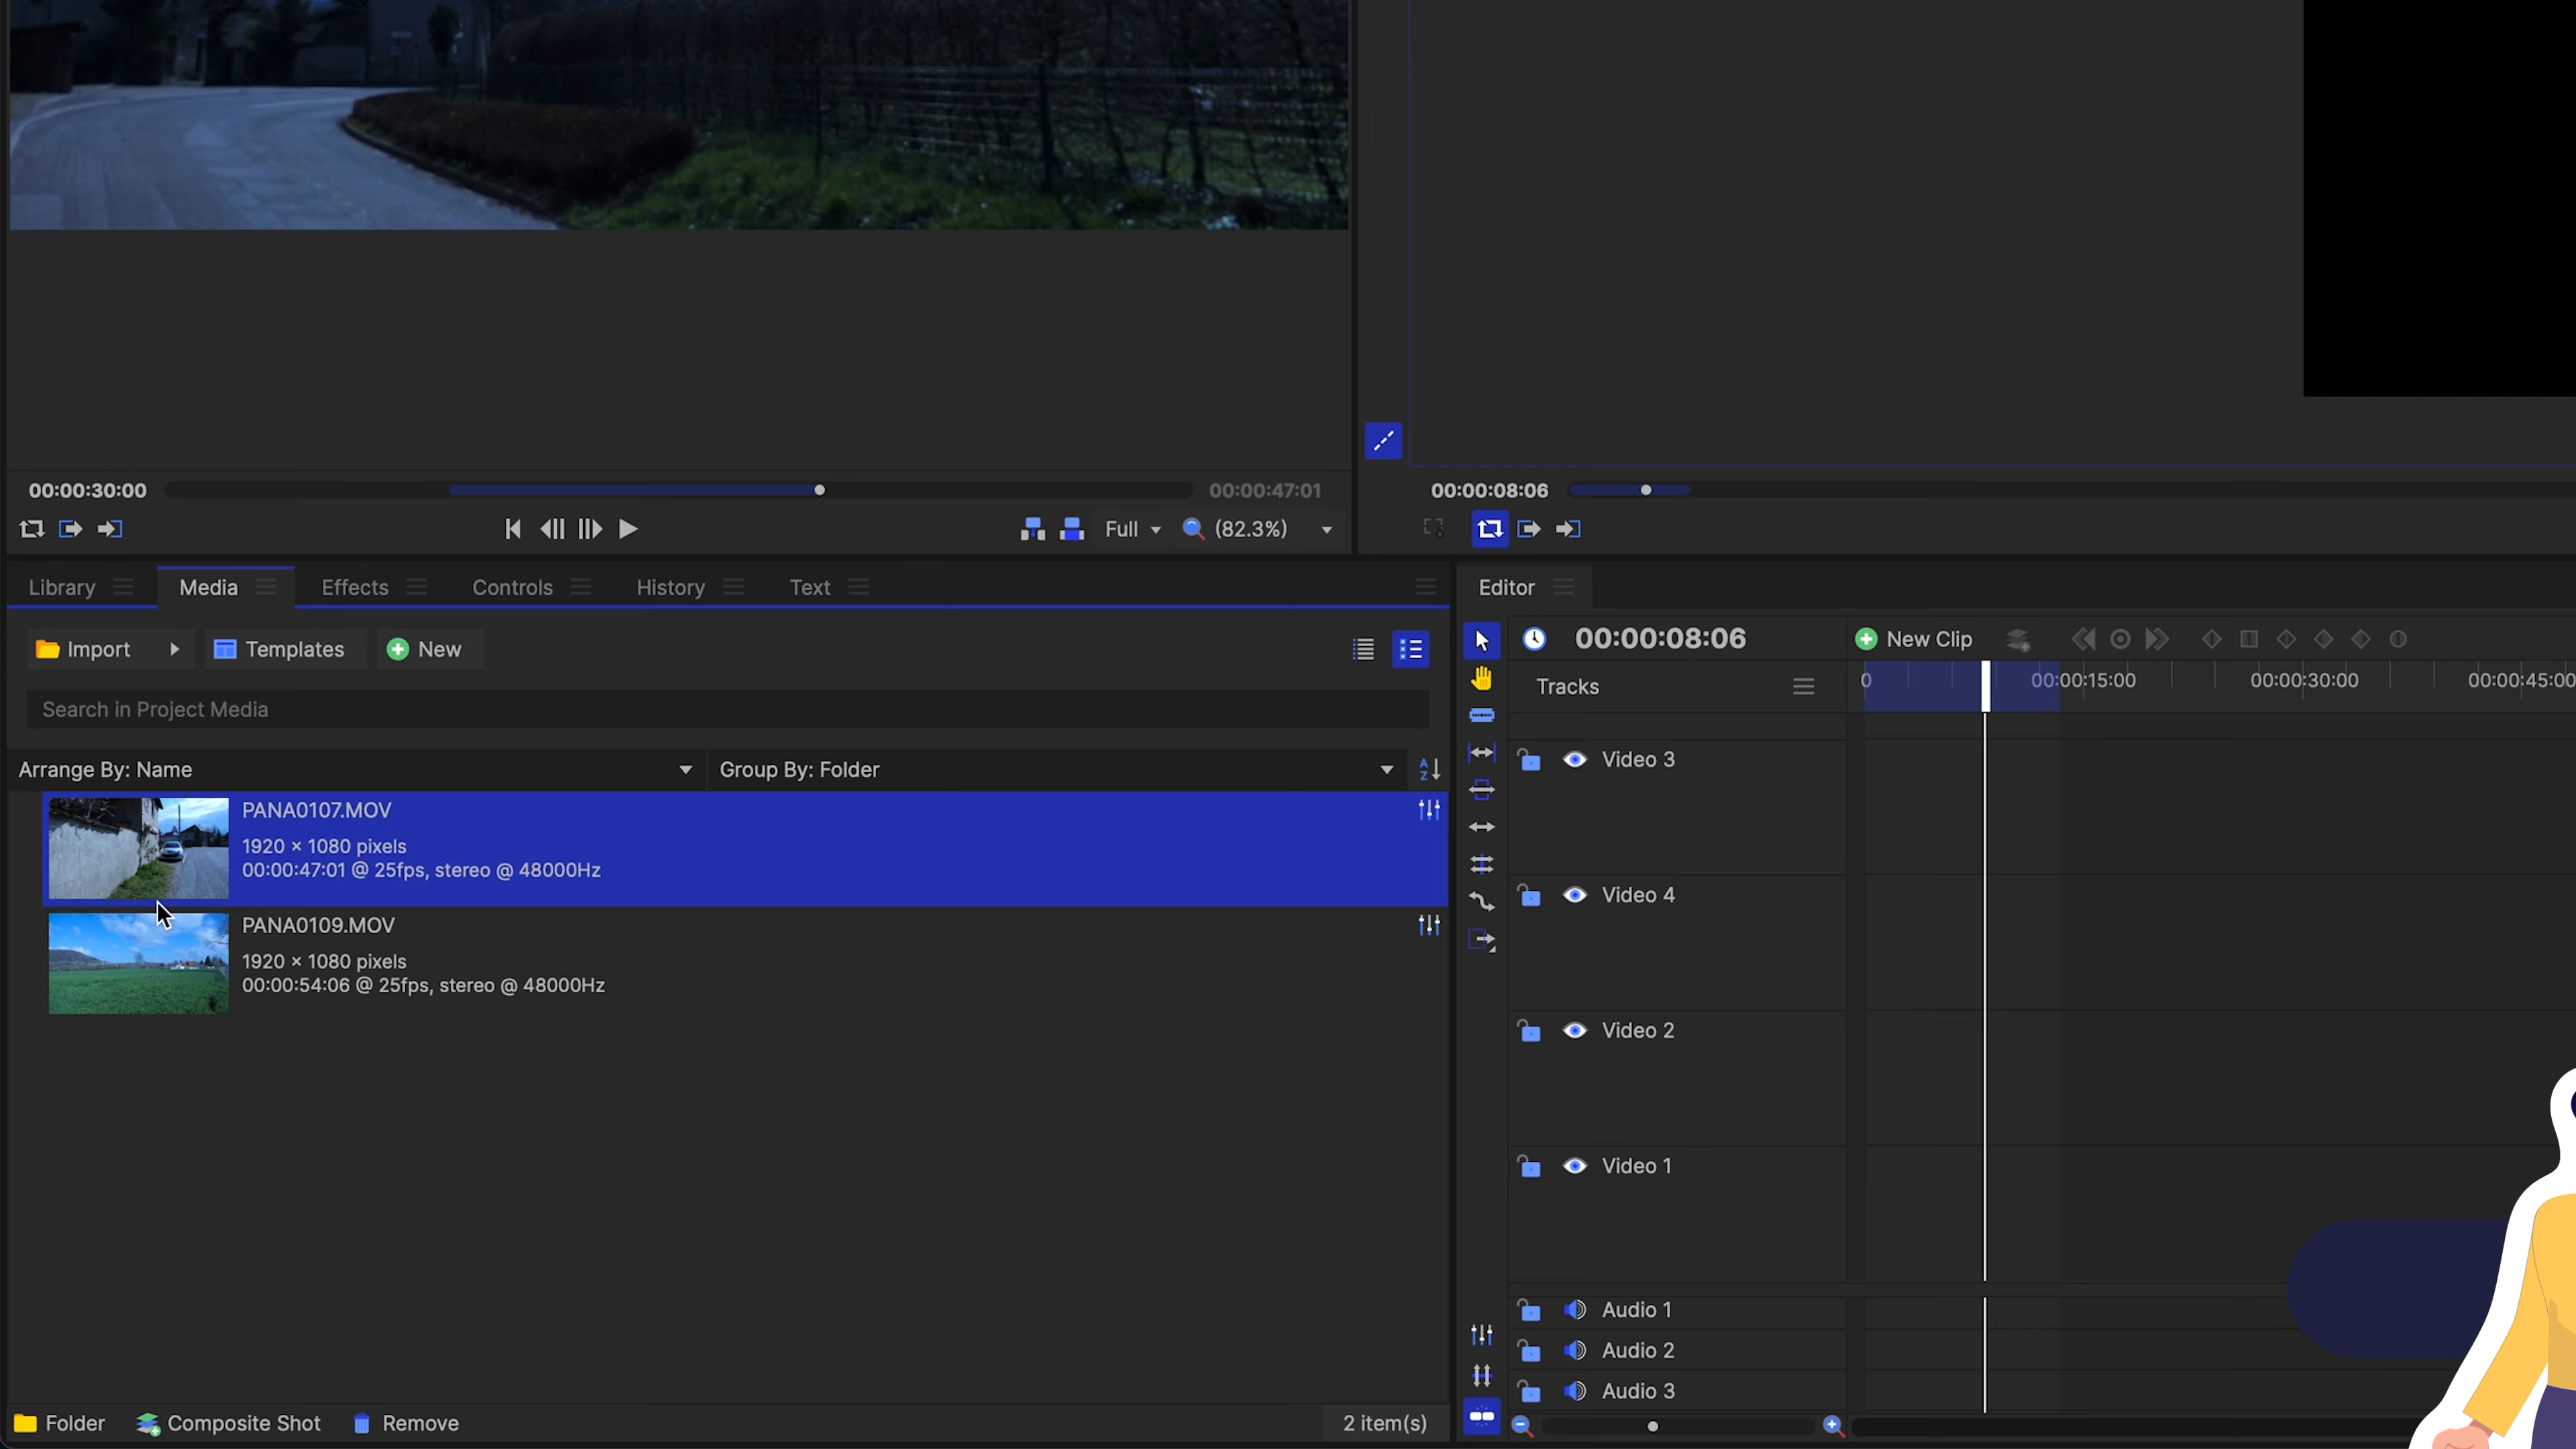 00:00:30:00
00:00:47:01
00:00:08:06
Full
(82.3%)
Library
Media
Effects
Controls
History
Text
Editor
Import
Templates
New
00:00:08:06
New Clip
Search in Project Media
Tracks
0
00:00:15:00
00:00:30:00
00:00:45:00
Arrange By: Name
Group By: Folder
A
Z
PANA0107.MOV
1920 × 1080 pixels
00:00:47:01 @ 25fps, stereo @ 48000Hz
PANA0109.MOV
1920 × 1080 pixels
00:00:54:06 @ 25fps, stereo @ 48000Hz
Video 3
Video 4
Video 2
Video 1
Audio 1
Audio 2
Audio 3
Folder
Composite Shot
Remove
2 item(s)